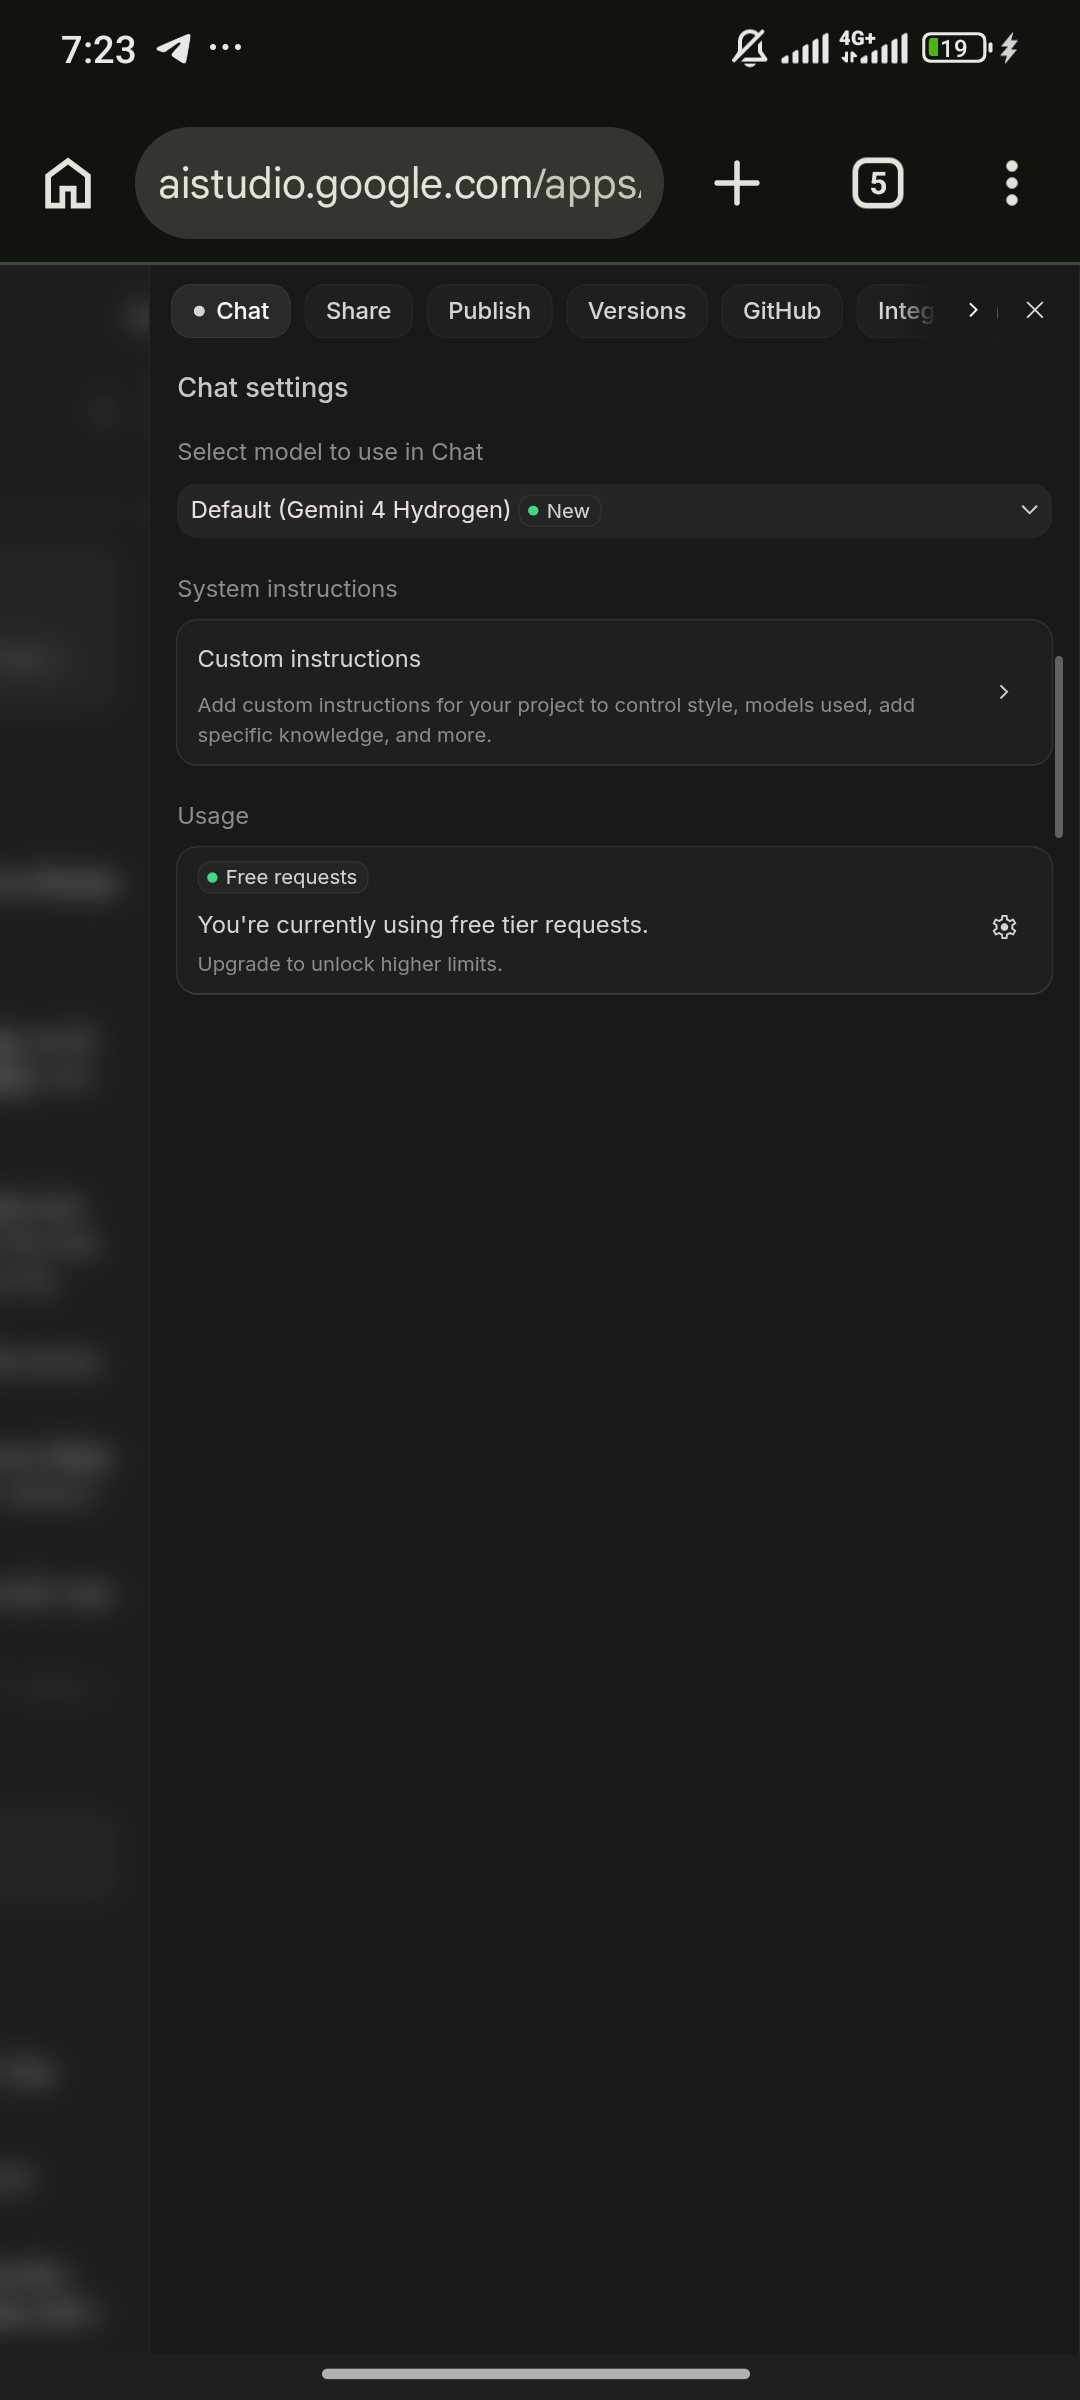 7:23
4G+
19
aistudio.google.com/apps
5
Chat
Share
Publish
Versions
GitHub
Integ
Chat settings
Select model to use in Chat
Default (Gemini 4 Hydrogen)
New
System instructions
Custom instructions
Add custom instructions for your project to control style, models used, add
specific knowledge, and more.
Usage
Free requests
You're currently using free tier requests.
Upgrade to unlock higher limits.